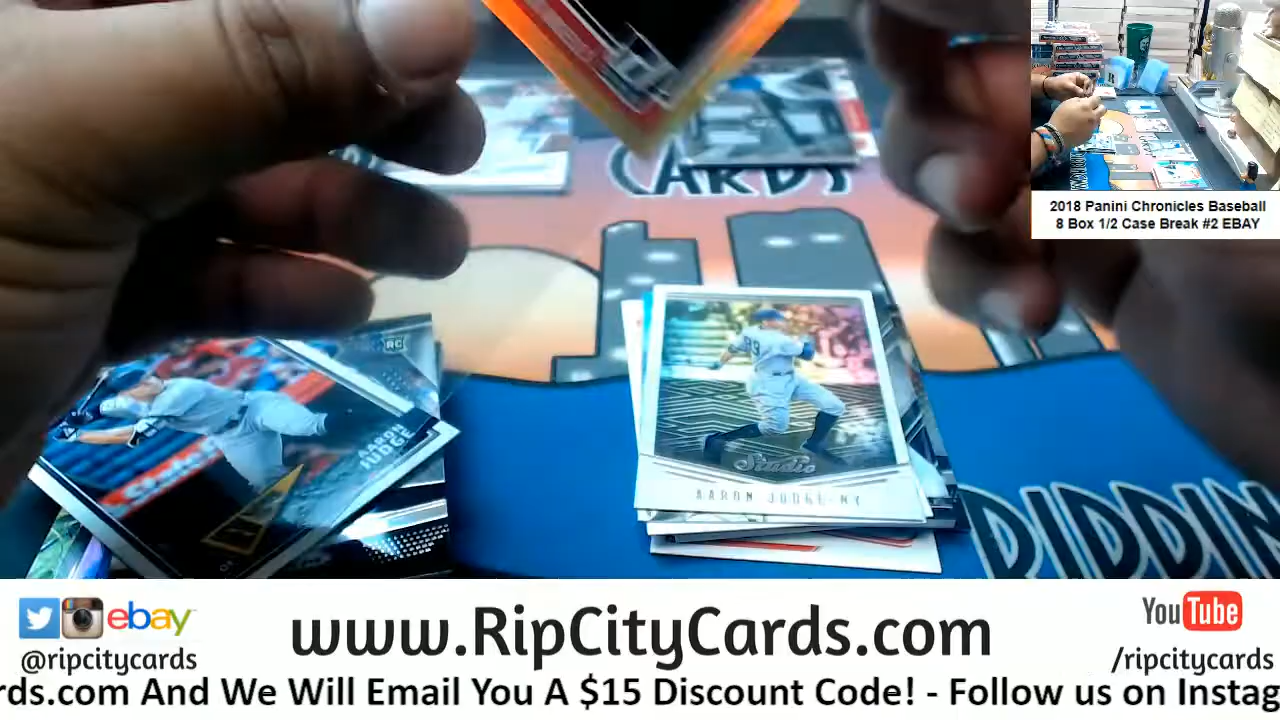 2018 Panini Chronicles Baseball
8 Box 1/2 Case Break #2 EBAY
CARDS
RC
AARON
JUDGE
99
Studio
AARON JUDGE-NY
RIPPIN
ebay
@ripcitycards
www.RipCityCards.com
YouTube
/ripcitycards
rds.com And We Will Email You A $15 Discount Code! - Follow us on Instag